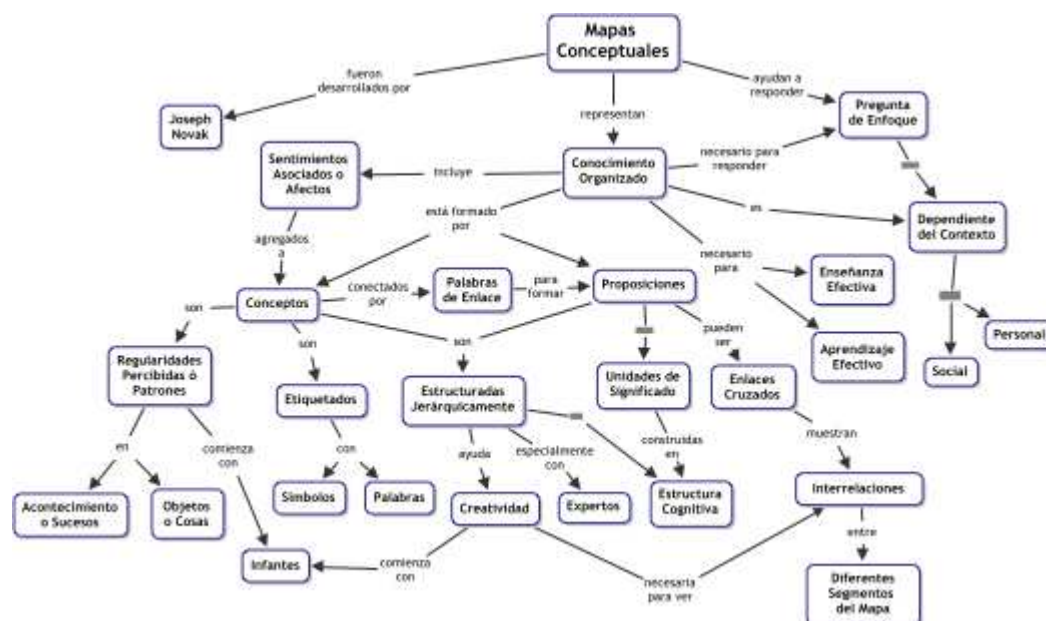 Mapas
Conceptuales
fueron
desarrollados por
ayudan a
responder
Joseph
Novak
representan
Pregunta
de Enfoque
Sentimientos
Asociados o
Afectos
Incluye
Conocimiento
Organizado
necesario para
responder
es
Dependiente
del Contexto
está formado
por
agregados
a
necesario
para
Enseñanza
Efectiva
Conceptos
conectados
por
Palabras
de Enlace
para
formar
Proposiciones
son
son
son
pueden
ser
Personal
Social
Aprendizaje
Efectivo
Regularidades
Percibidas ó
Patrones
Etiquetados
Estructuradas
Jerárquicamente
Unidades de
Significado
Enlaces
Cruzados
en
comienza
con
con
ayuda
especialmente
con
construidas
en
muestran
Acontecimiento
o Sucesos
Objetos
o Cosas
Símbolos
Palabras
Creatividad
Expertos
Estructura
Cognitiva
Interrelaciones
Infantes
comienza
con
necesaria
para ver
entre
Diferentes
Segmentos
del Mapa